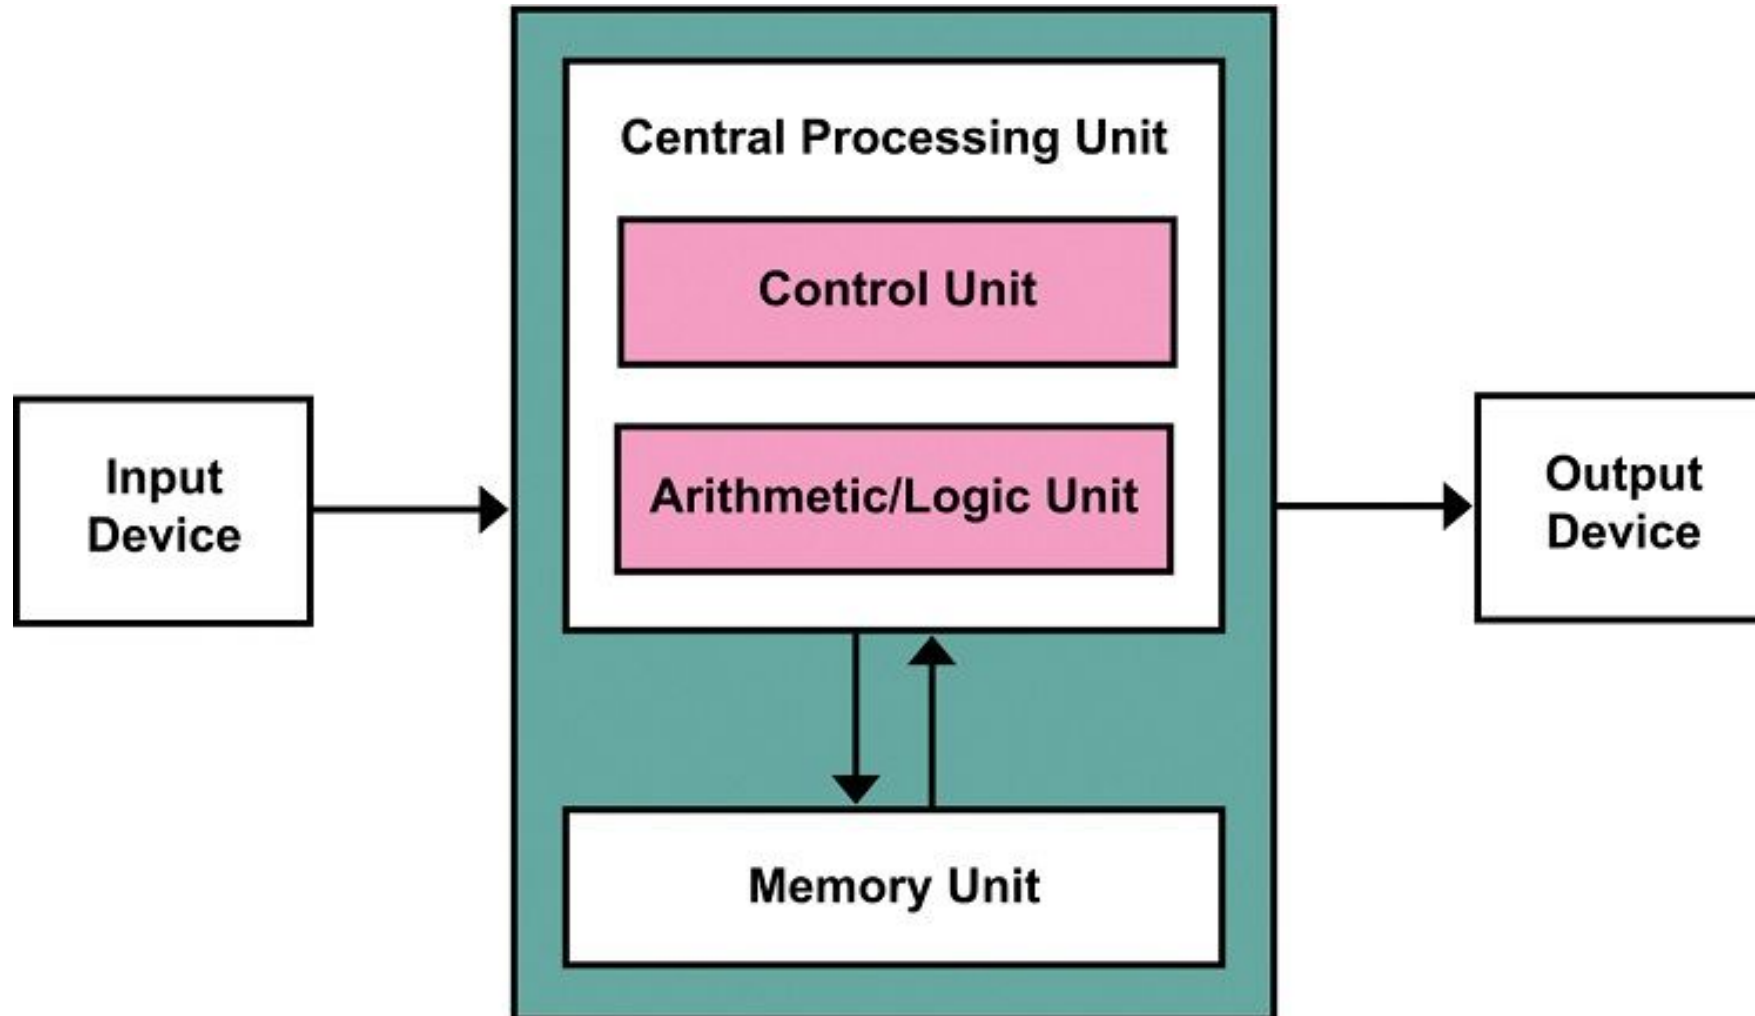 Central Processing Unit
Control Unit
Input
Device
Arithmetic/Logic Unit
Output
Device
Memory Unit